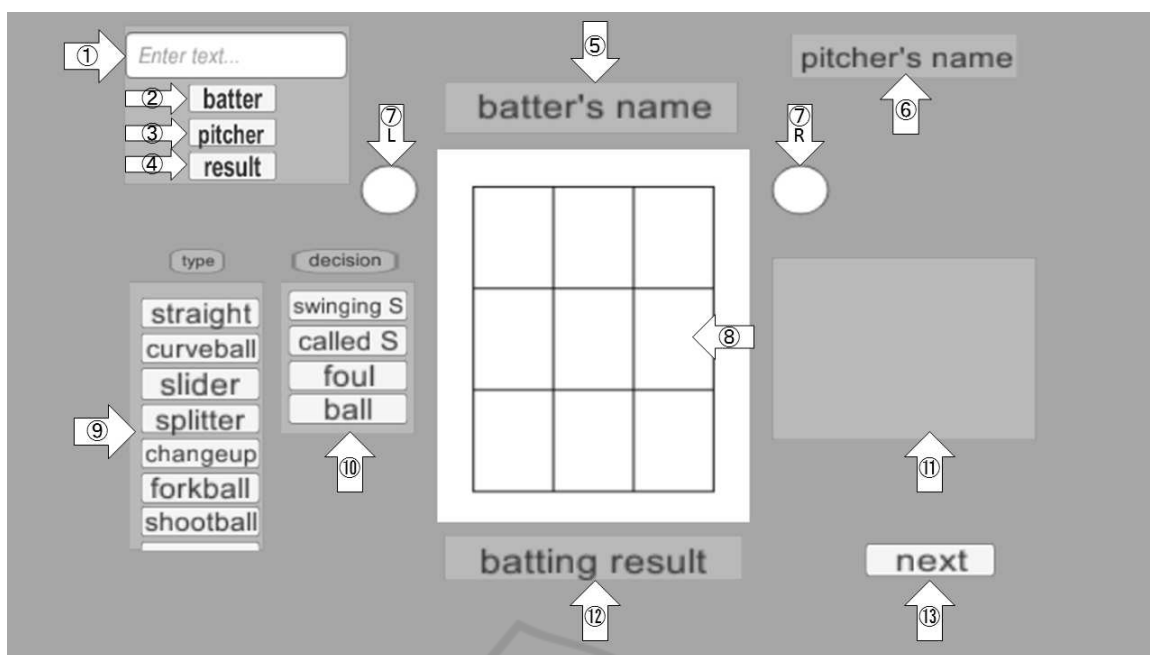 ①
Enter text...
② batter
③ pitcher
④ result
⑤
batter's name
pitcher's name
⑥
⑦
L
⑦
R
type
straight
curveball
slider
splitter
changeup
forkball
shootball
⑨
decision
swinging S
called S
foul
ball
⑩
⑧
⑪
batting result
⑫
next
⑬